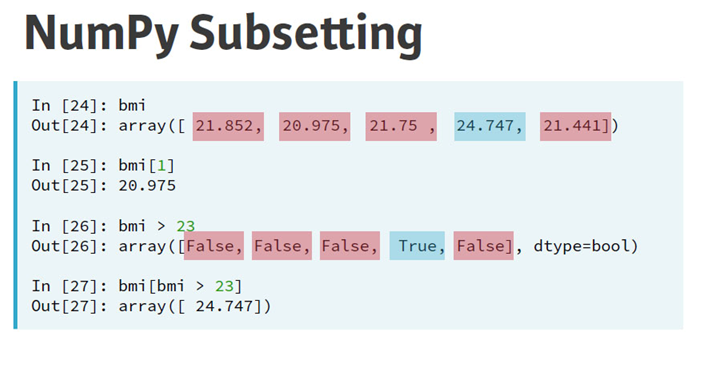 NumPy Subsetting
In [24]: bmi
Out[24]: array([ 21.852, 20.975, 21.75 , 24.747, 21.441])
In [25]: bmi[1]
Out[25]: 20.975
In [26]: bmi > 23
Out[26]: array([False, False, False, True, False], dtype=bool)
In [27]: bmi[bmi > 23]
Out[27]: array([ 24.747])